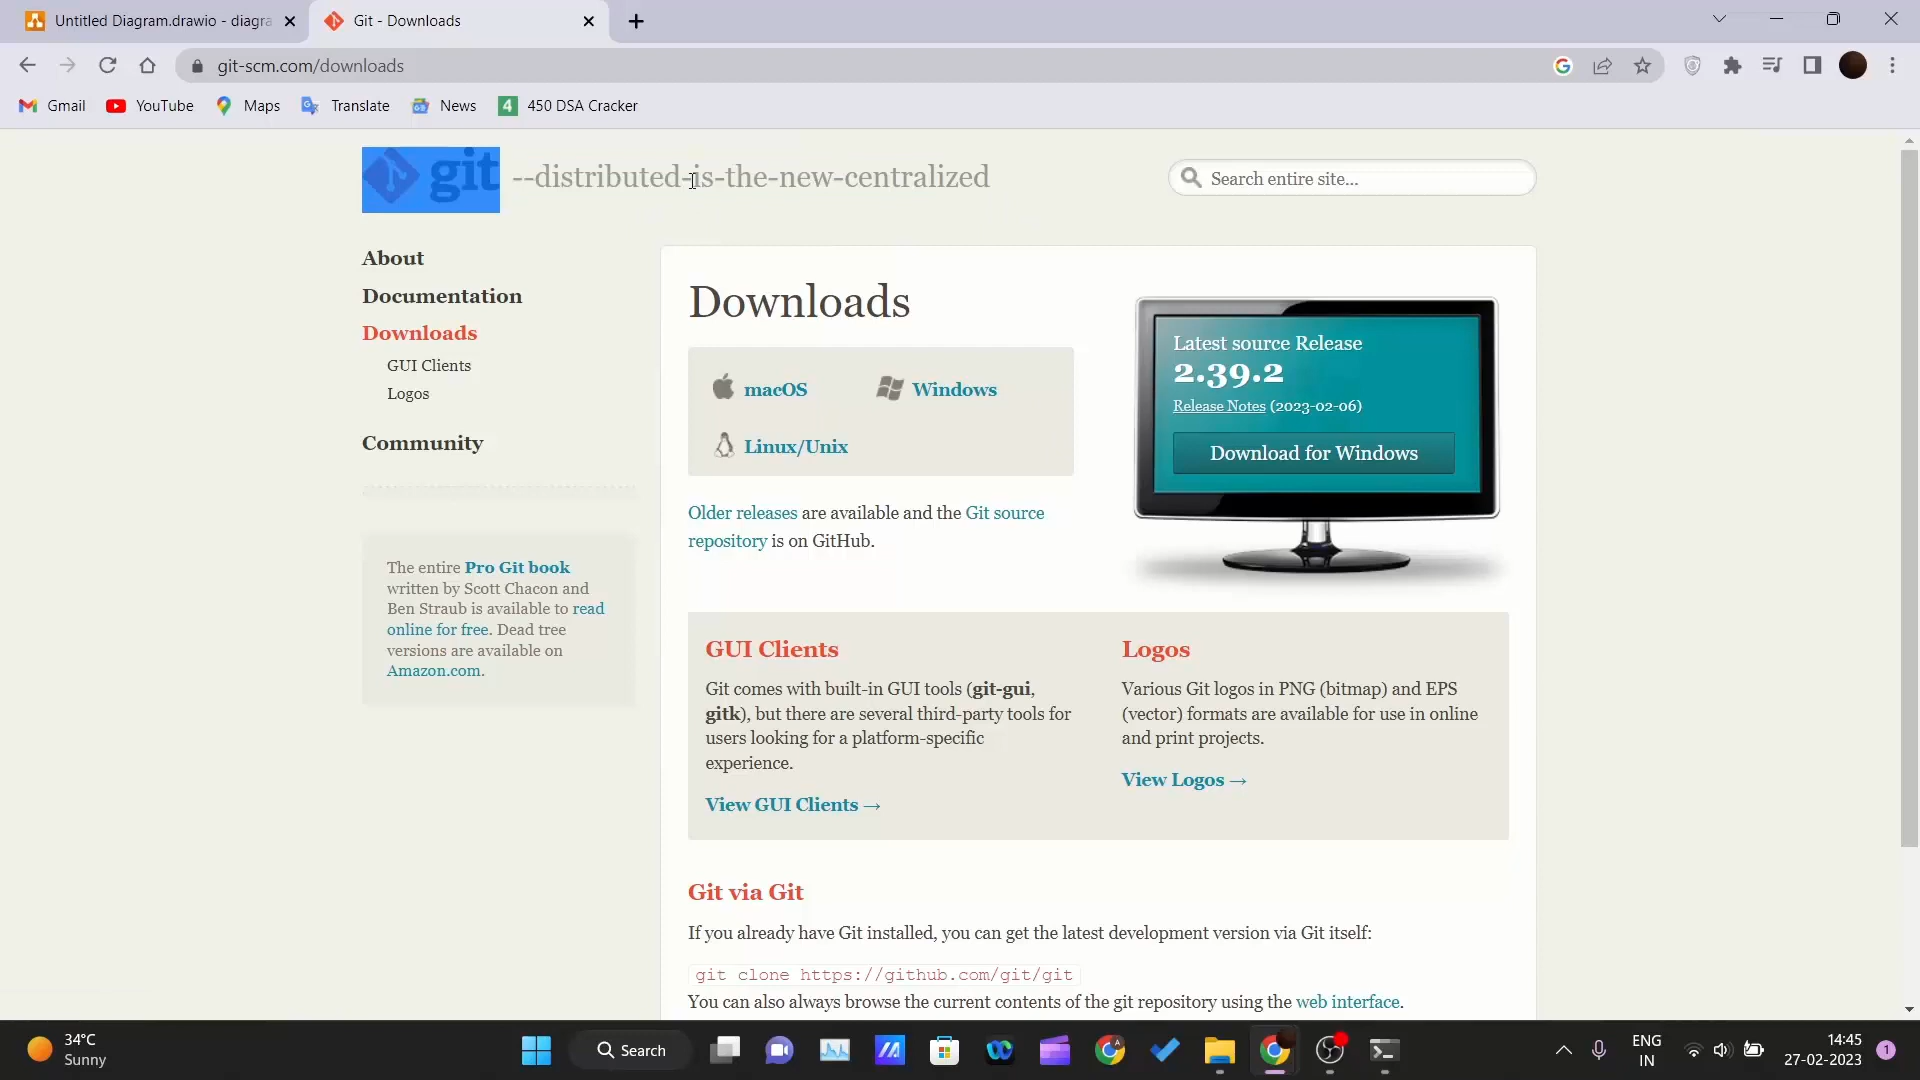 Untitled Diagram.drawio - diagra
Git - Downloads
git-scm.com/downloads
Gmail
YouTube
Maps
Translate
News
4 450 DSA Cracker
git --distributed-is-the-new-centralized
Search entire site...
About
Documentation
Downloads
GUI Clients
Logos
Community
The entire Pro Git book
written by Scott Chacon and
Ben Straub is available to read
online for free. Dead tree
versions are available on
Amazon.com.
Downloads
macOS
Windows
Linux/Unix
Older releases are available and the Git source
repository is on GitHub.
Latest source Release
2.39.2
Release Notes (2023-02-06)
Download for Windows
GUI Clients
Git comes with built-in GUI tools (git-gui,
gitk), but there are several third-party tools for
users looking for a platform-specific
experience.
View GUI Clients →
Logos
Various Git logos in PNG (bitmap) and EPS
(vector) formats are available for use in online
and print projects.
View Logos →
Git via Git
If you already have Git installed, you can get the latest development version via Git itself:
git clone https://github.com/git/git
You can also always browse the current contents of the git repository using the web interface.
34°C
Sunny
Search
ENG
IN
14:45
27-02-2023
1